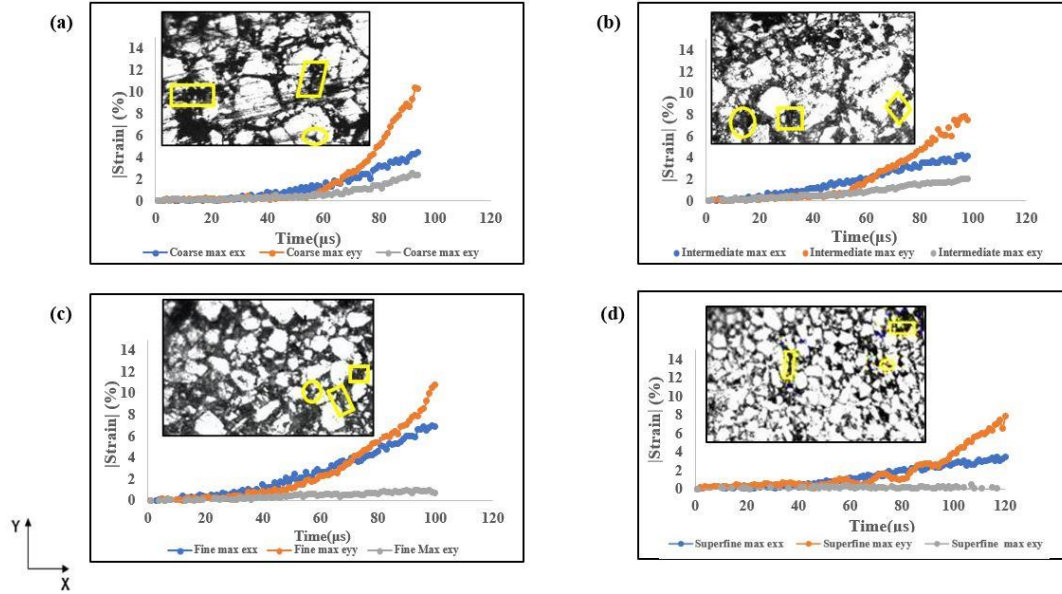 (a)
14
12
10
8
6
4
2
0
|Strain| (%)
0 20 40 60 80 100 120
Time(µs)
Coarse max exx Coarse max eyy Coarse max exy
(b)
14
12
10
8
6
4
2
0
|Strain| (%)
0 20 40 60 80 100 120
Time(µs)
Intermediate max exx Intermediate max eyy Intermediate max exy
(c)
14
12
10
8
6
4
2
0
|Strain| (%)
0 20 40 60 80 100 120
Time(µs)
Fine max exx Fine max eyy Fine Max exy
(d)
14
12
10
8
6
4
2
0
|Strain| (%)
0 20 40 60 80 100 120
Time(µs)
Superfine max exx Superfine max eyy Superfine max exy
Y
X